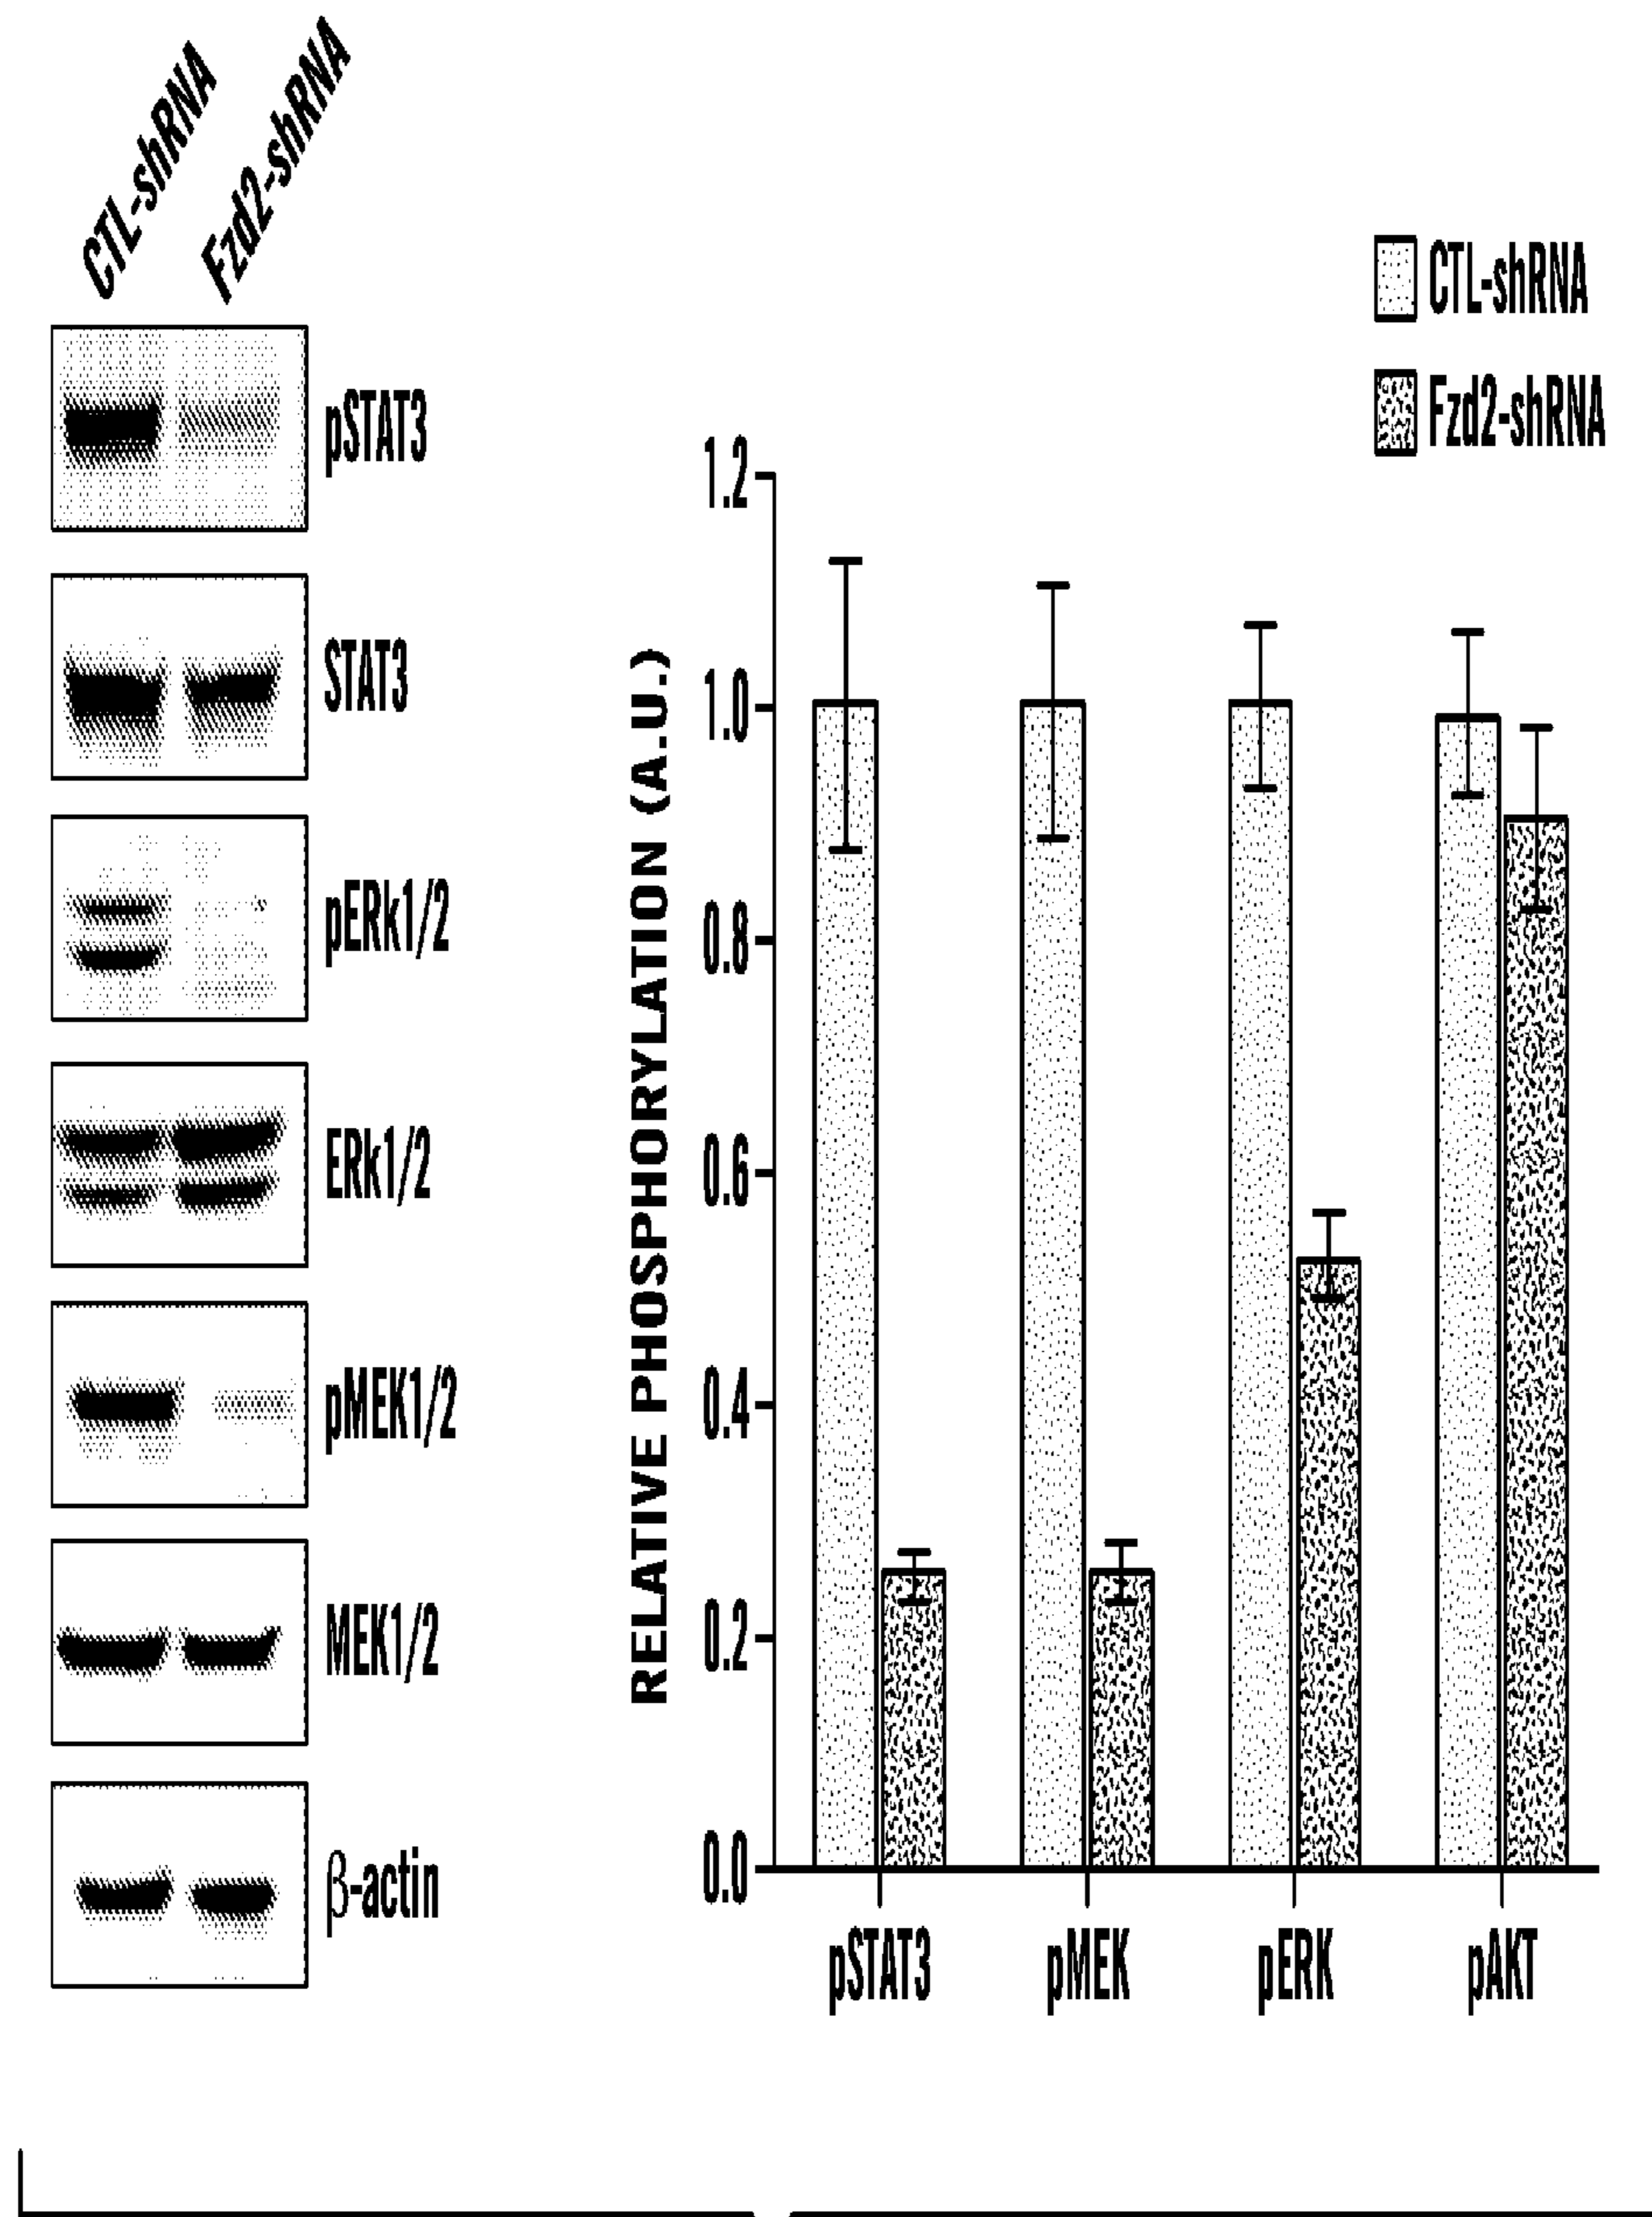 CTL-shRNA
Fzd2-shRNA
pSTAT3
STAT3
pERk1/2
ERk1/2
pMEK1/2
MEK1/2
β-actin
CTL-shRNA
Fzd2-shRNA
RELATIVE PHOSPHORYLATION (A.U.)
1.2
1.0
0.8
0.6
0.4
0.2
0.0
pSTAT3 pMEK pERK pAKT